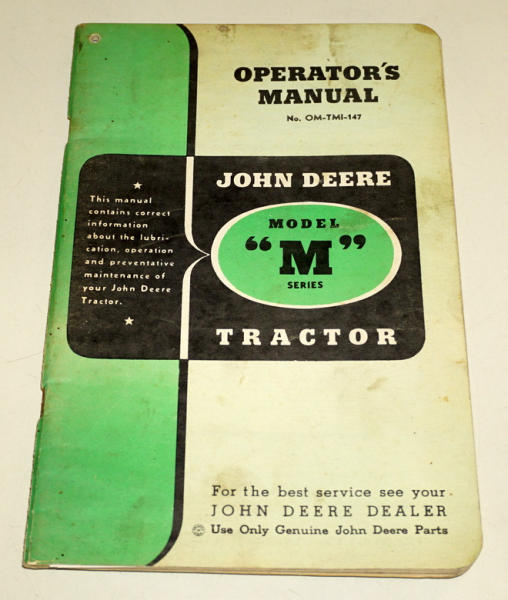 OPERATOR'S
MANUAL
No. OM-TMI-147
This manual
contains correct
information
about the lubri-
cation, operation
and preventative
maintenance of
your John Deere
Tractor.
JOHN DEERE
MODEL
“M”
SERIES
TRACTOR
For the best service see your
JOHN DEERE DEALER
Use Only Genuine John Deere Parts